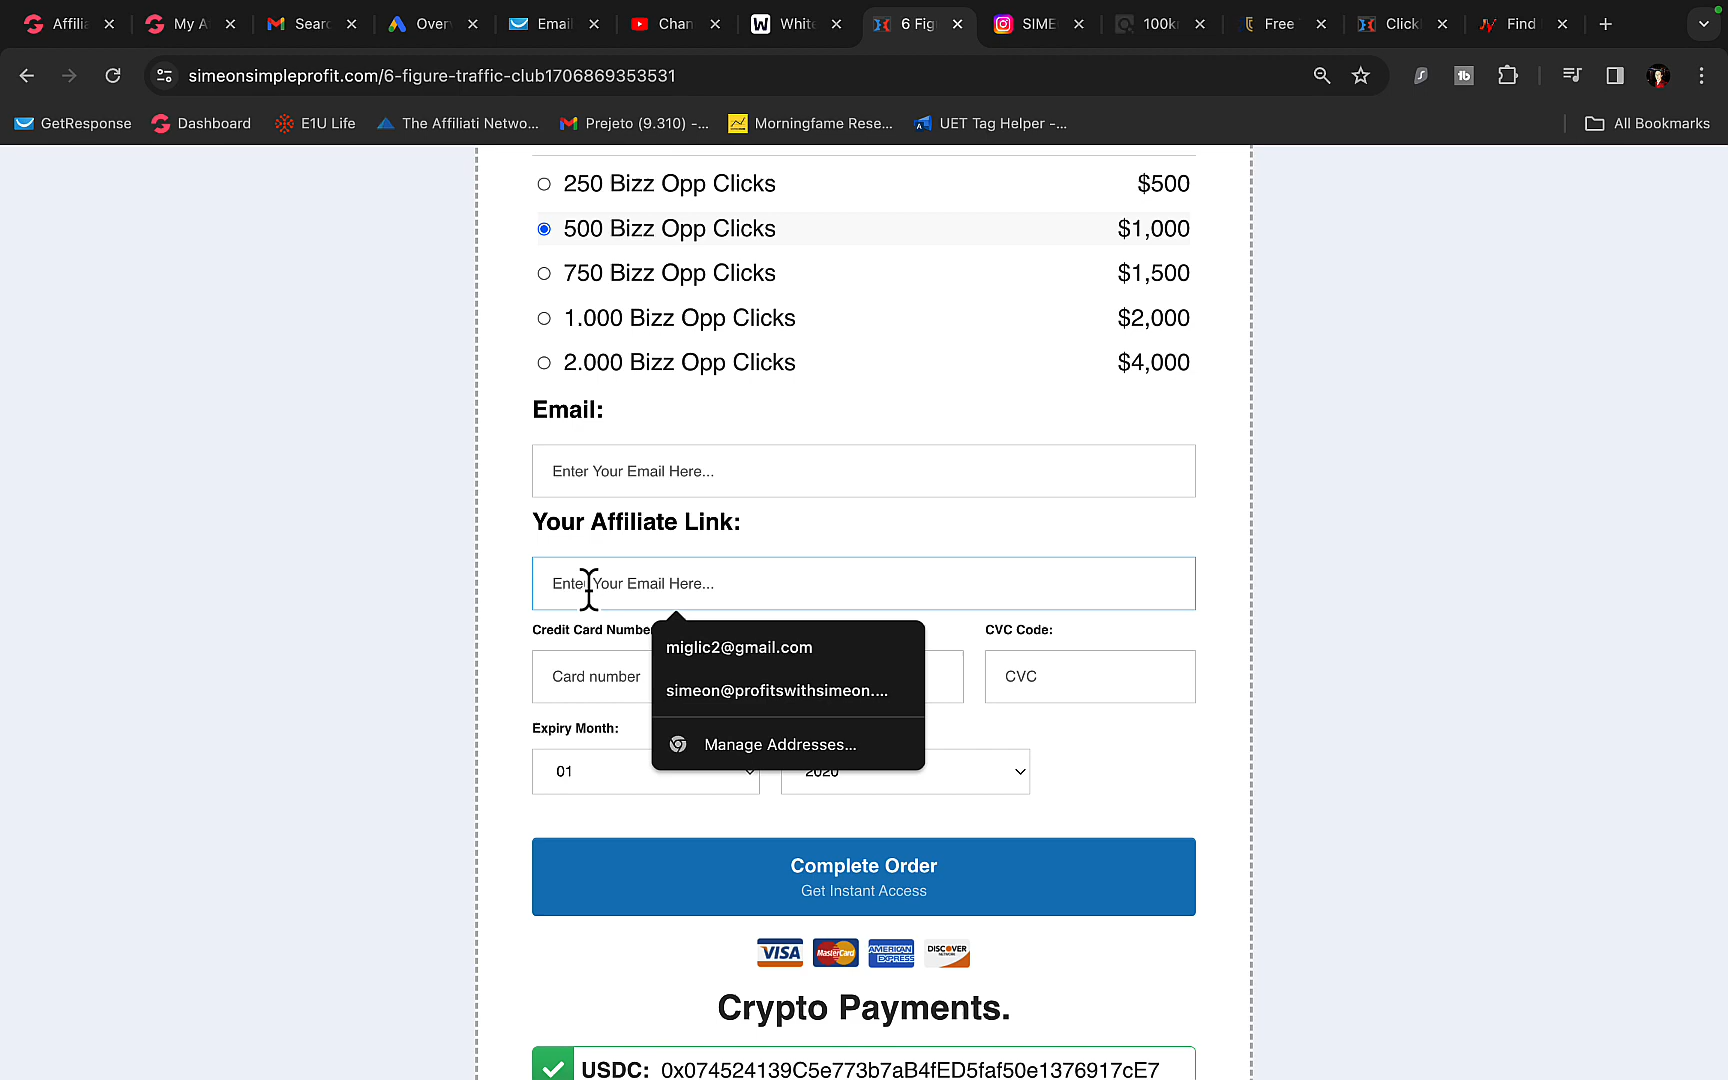 Affilia
My A
Sear
Over
Email
Chan
White
6 Fig
SIME
100k
Free
Click
Find
simeonsimpleprofit.com/6-figure-traffic-club1706869353531
GetResponse
Dashboard
E1U Life
The Affiliati Netwo...
Prejeto (9.310) -...
Morningfame Rese...
UET Tag Helper -...
All Bookmarks
250 Bizz Opp Clicks $500
500 Bizz Opp Clicks $1,000
750 Bizz Opp Clicks $1,500
1.000 Bizz Opp Clicks $2,000
2.000 Bizz Opp Clicks $4,000
Email:
Enter Your Email Here...
Your Affiliate Link:
Enter Your Email Here...
Credit Card Number
CVC Code:
miglic2@gmail.com
Card number
CVC
simeon@profitswithsimeon....
Expiry Month:
Manage Addresses...
01
2020
Complete Order
Get Instant Access
VISA
MasterCard
AMERICAN EXPRESS
DISCOVER NETWORK
Crypto Payments.
USDC: 0x074524139C5e773b7aB4fED5faf50e1376917cE7